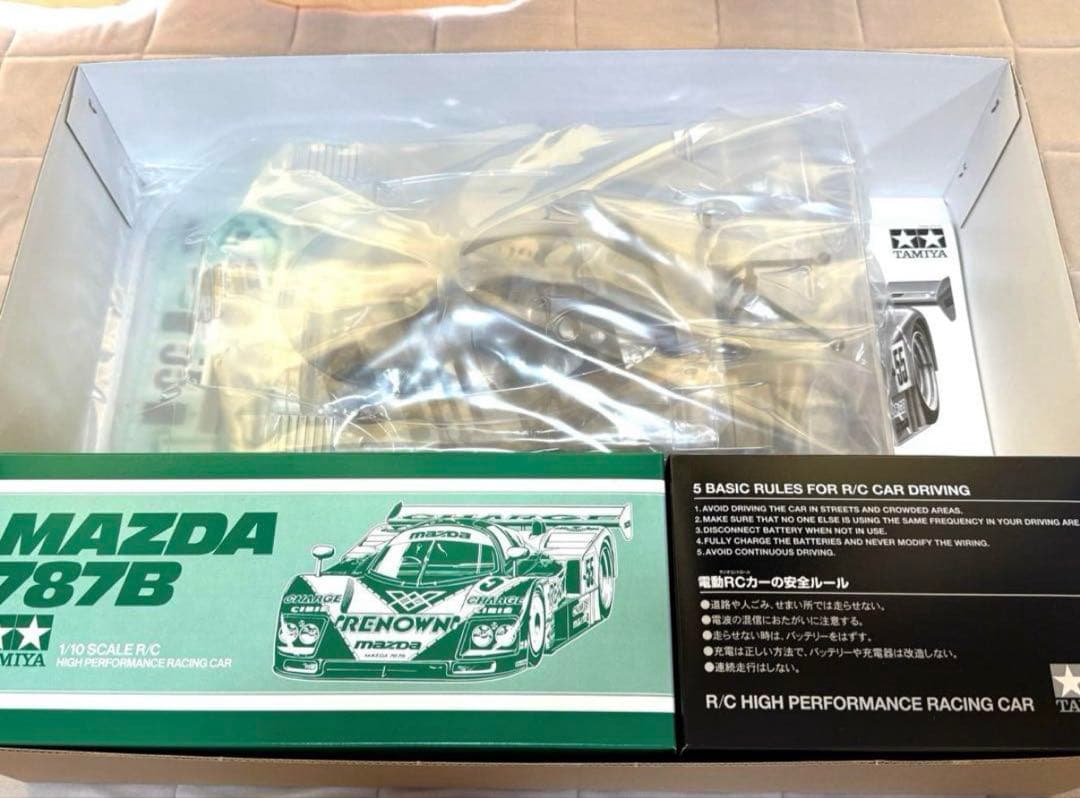 TAMIYA
55
MAZDA
787B
MIYA
1/10 SCALE R/C
HIGH PERFORMANCE RACING CAR
mazda
55
CHARGE
CIBIE
CHARGE
CIBIE
RENOWN
mazda
MAZDA 787B
5 BASIC RULES FOR R/C CAR DRIVING
1. AVOID DRIVING THE CAR IN STREETS AND CROWDED AREAS.
2. MAKE SURE THAT NO ONE ELSE IS USING THE SAME FREQUENCY IN YOUR DRIVING ARE
3. DISCONNECT BATTERY WHEN NOT IN USE.
4. FULLY CHARGE THE BATTERIES AND NEVER MODIFY THE WIRING.
5. AVOID CONTINUOUS DRIVING.
電動RCカーの安全ルール
●道路や人ごみ、せまい所では走らせない。
●電波の混信におたがいに注意する。
●走らせない時は、バッテリーをはずす。
●充電は正しい方法で、バッテリーや充電器は改造しない。
●連続走行はしない。
R/C HIGH PERFORMANCE RACING CAR
TA